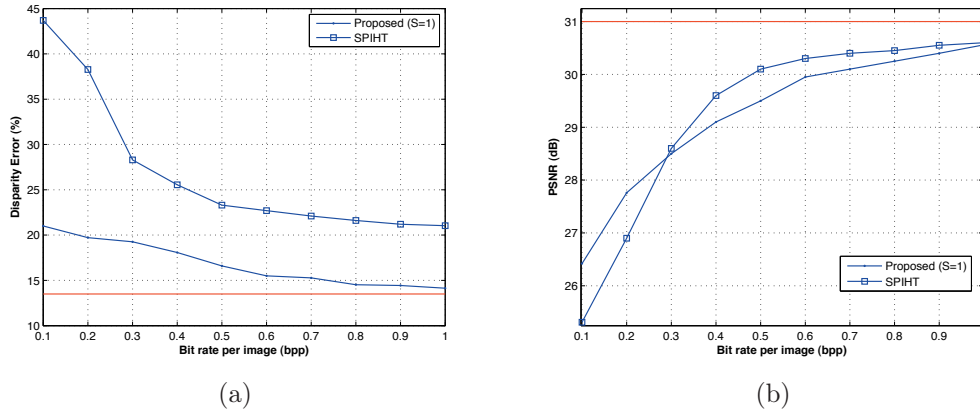 45
40
35
30
25
20
15
10
Disparity Error (%)
Proposed (S=1)
SPIHT
0.1 0.2 0.3 0.4 0.5 0.6 0.7 0.8 0.9 1
Bit rate per image (bpp)
(a)
31
30
29
28
27
26
PSNR (dB)
Proposed (S=1)
SPIHT
0.1 0.2 0.3 0.4 0.5 0.6 0.7 0.8 0.9
Bit rate per image (bpp)
(b)